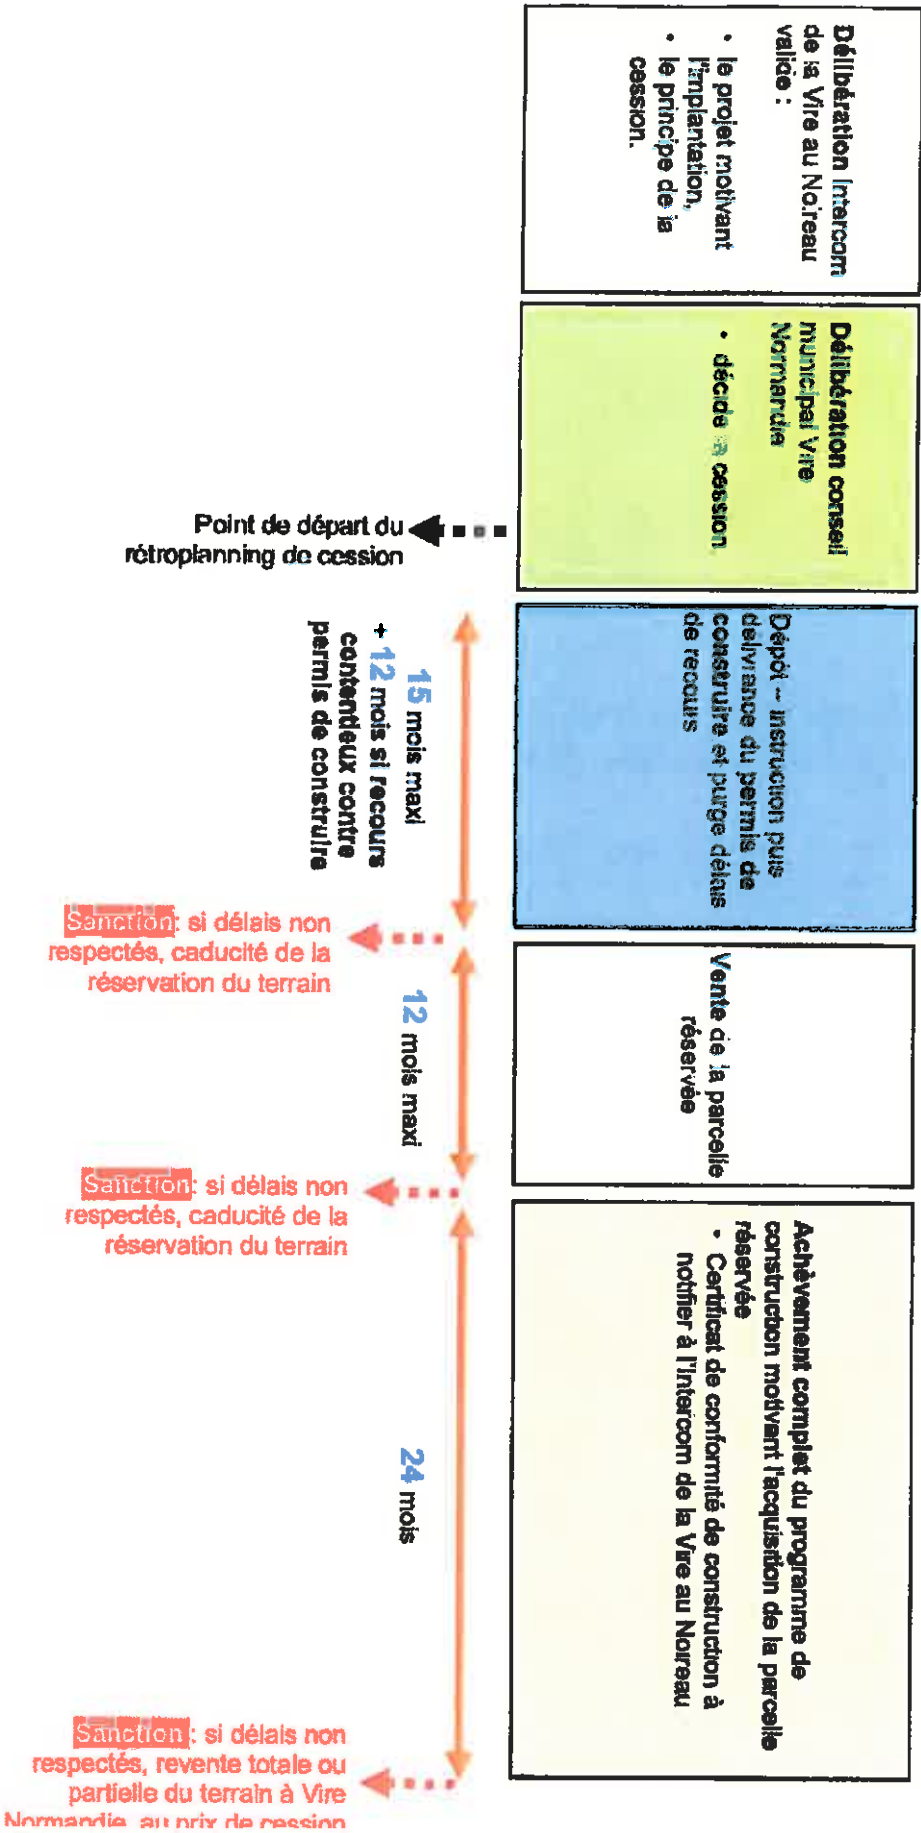 Délibération Intercom
de la Vire au Noireau
valide :
• le projet motivant
l'implantation,
• le principe de la
cession.
Délibération conseil
municipal Vire
Normandie
• décide la cession
Point de départ du
rétroplanning de cession
Dépôt – instruction puis
délivrance du permis de
construire et purge délais
de recours
15 mois maxi
+ 12 mois si recours
contentieux contre
permis de construire
Sanction: si délais non
respectés, caducité de la
réservation du terrain
Vente de la parcelle
réservée
12 mois maxi
Sanction: si délais non
respectés, caducité de la
réservation du terrain
Achèvement complet du programme de
construction motivant l'acquisition de la parcelle
réservée
• Certificat de conformité de construction à
notifier à l'Intercom de la Vire au Noireau
24 mois
Sanction: si délais non
respectés, revente totale ou
partielle du terrain à Vire
Normandie, au prix de cession